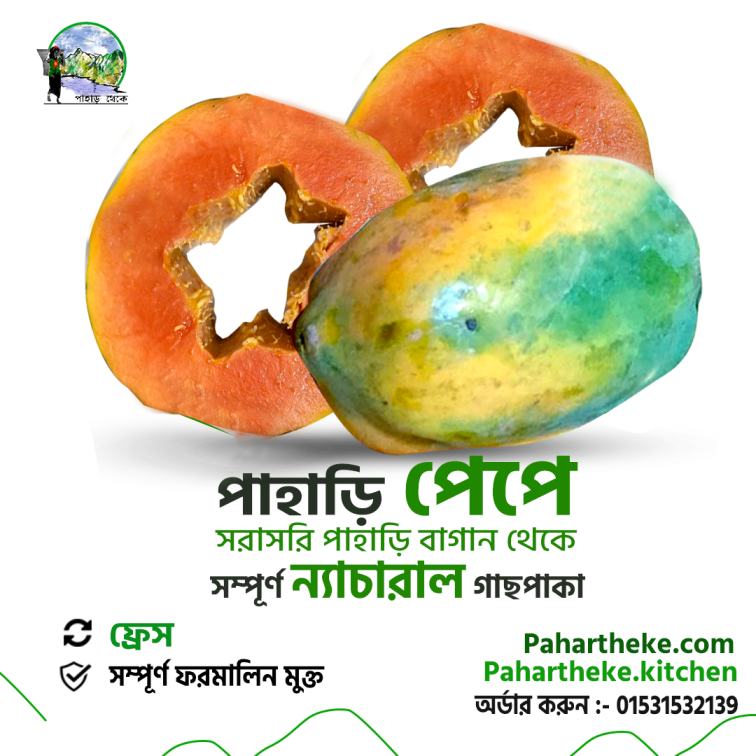 পাহাড় থেকে
পাহাড়ি পেপে
সরাসরি পাহাড়ি বাগান থেকে
সম্পূর্ণ ন্যাচারাল গাছপাকা
ফ্রেস
সম্পূর্ণ ফরমালিন মুক্ত
Pahartheke.com
Pahartheke.kitchen
অর্ডার করুন :- 01531532139